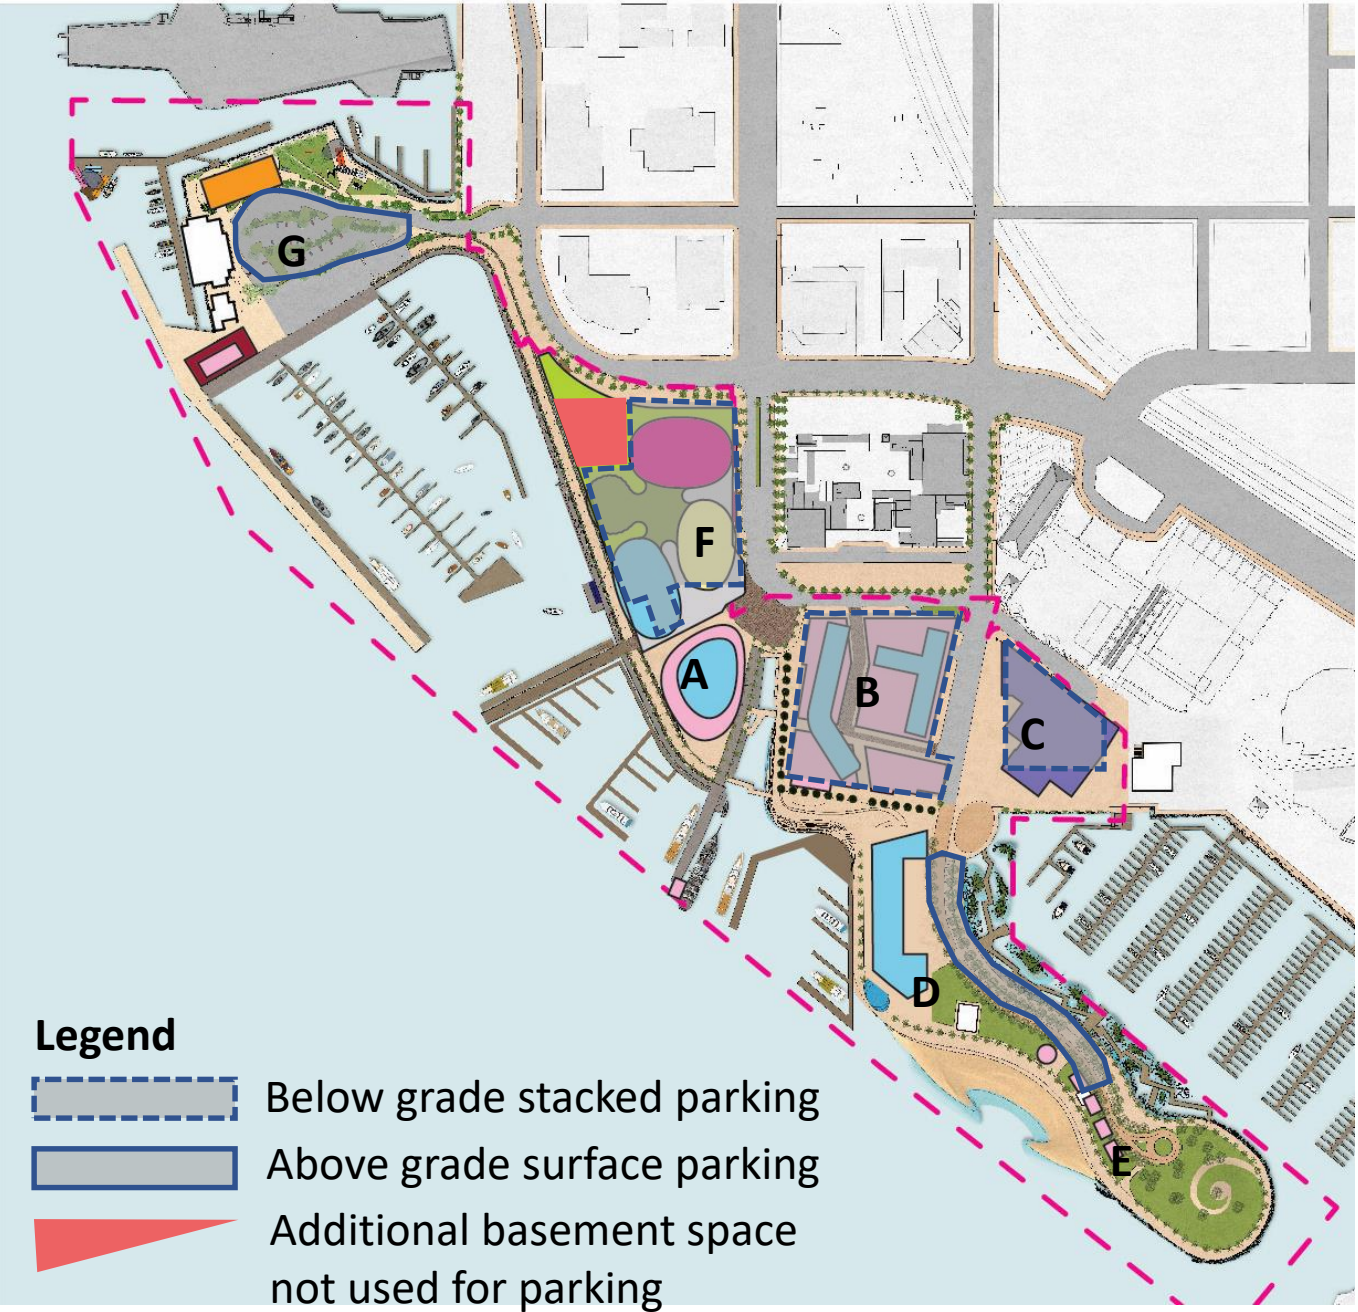 G
F
A
B
C
D
E
Legend
Below grade stacked parking
Above grade surface parking
Additional basement space
not used for parking